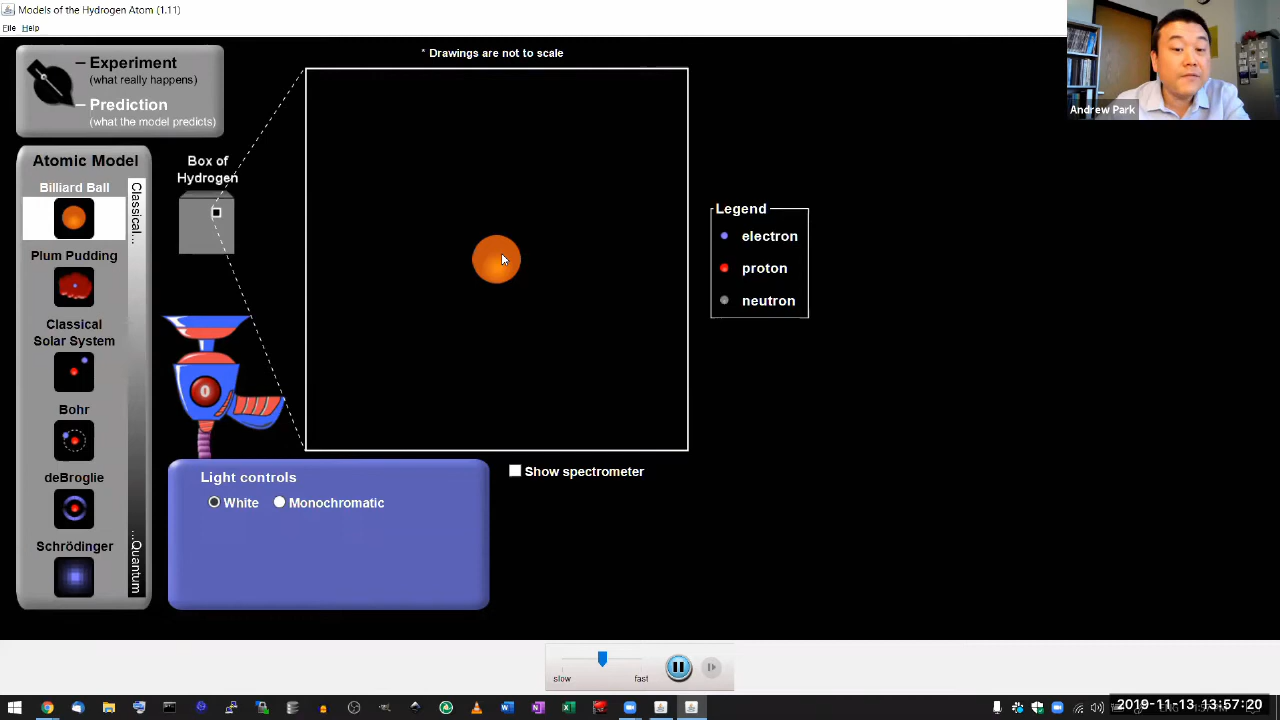 Models of the Hydrogen Atom (1.11)
File Help
Experiment
(what really happens)
Prediction
(what the model predicts)
* Drawings are not to scale
Andrew Park
Atomic Model
Billiard Ball
Plum Pudding
Classical
Solar System
Bohr
deBroglie
Schrödinger
Classical...
...Quantum
Box of
Hydrogen
0
Legend
electron
proton
neutron
Light controls
White
Monochromatic
Show spectrometer
slow
fast
2019-11-13 13:57:20